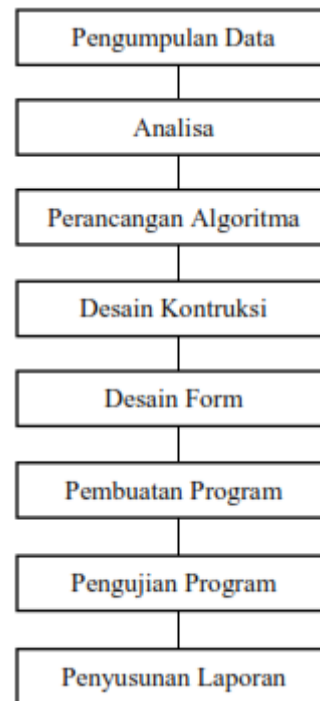 Pengumpulan Data
Analisa
Perancangan Algoritma
Desain Kontruksi
Desain Form
Pembuatan Program
Pengujian Program
Penyusunan Laporan